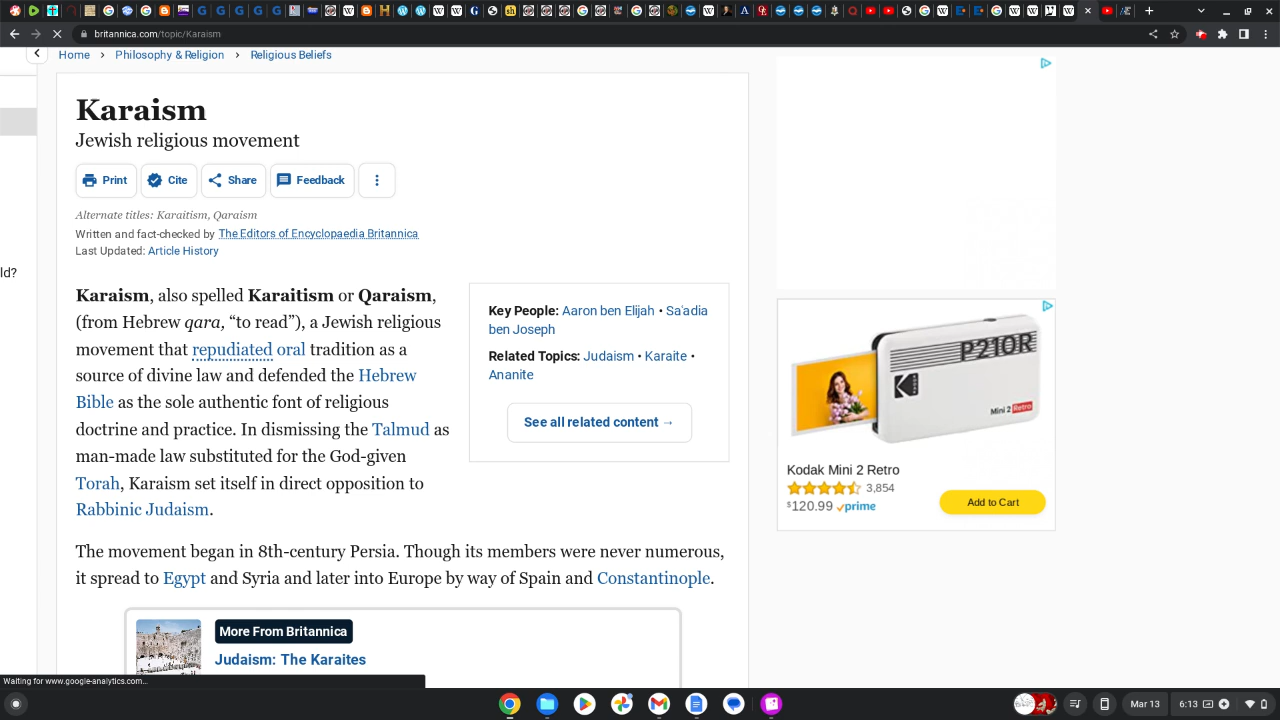 britannica.com/topic/Karaism
Home > Philosophy & Religion > Religious Beliefs
Karaism
Jewish religious movement
Print Cite Share Feedback
Alternate titles: Karaitism, Qaraism
Written and fact-checked by The Editors of Encyclopaedia Britannica
Last Updated: Article History
ld?
Karaism, also spelled Karaitism or Qaraism,
(from Hebrew qara, “to read”), a Jewish religious
movement that repudiated oral tradition as a
source of divine law and defended the Hebrew
Bible as the sole authentic font of religious
doctrine and practice. In dismissing the Talmud as
man-made law substituted for the God-given
Torah, Karaism set itself in direct opposition to
Rabbinic Judaism.
Key People: Aaron ben Elijah • Sa'adia
ben Joseph
Related Topics: Judaism • Karaite •
Ananite
See all related content →
The movement began in 8th-century Persia. Though its members were never numerous,
it spread to Egypt and Syria and later into Europe by way of Spain and Constantinople.
More From Britannica
Judaism: The Karaites
P210R
Mini 2 Retro
Kodak Mini 2 Retro
3,854
$120.99 prime
Add to Cart
Waiting for www.google-analytics.com…
Mar 13
6:13